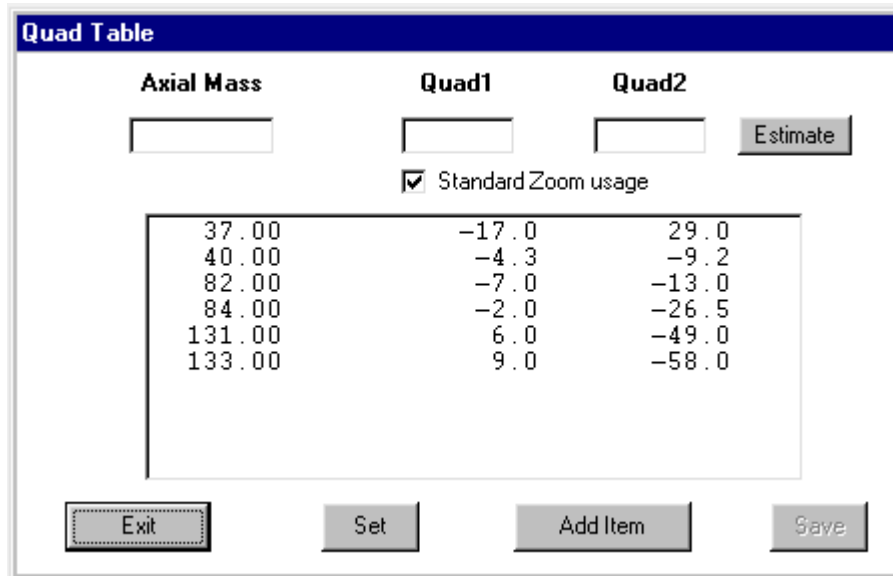 Quad Table
Axial Mass Quad1 Quad2
Estimate
Standard Zoom usage
37.00 −17.0 29.0
40.00 −4.3 −9.2
82.00 −7.0 −13.0
84.00 −2.0 −26.5
131.00 6.0 −49.0
133.00 9.0 −58.0
Exit Set Add Item Save